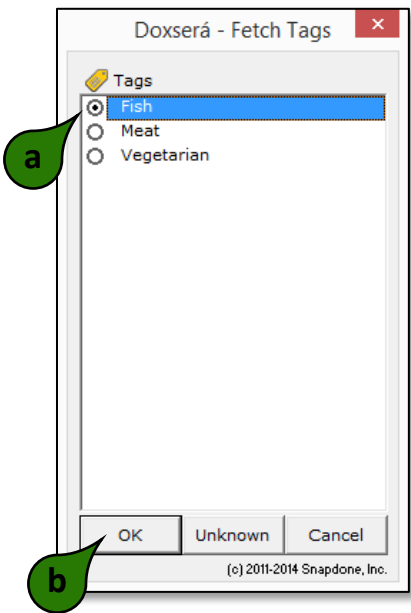 Doxserá - Fetch Tags
Tags
Fish
a
Meat
Vegetarian
OK Unknown Cancel
b
(c) 2011-2014 Snapdone, Inc.